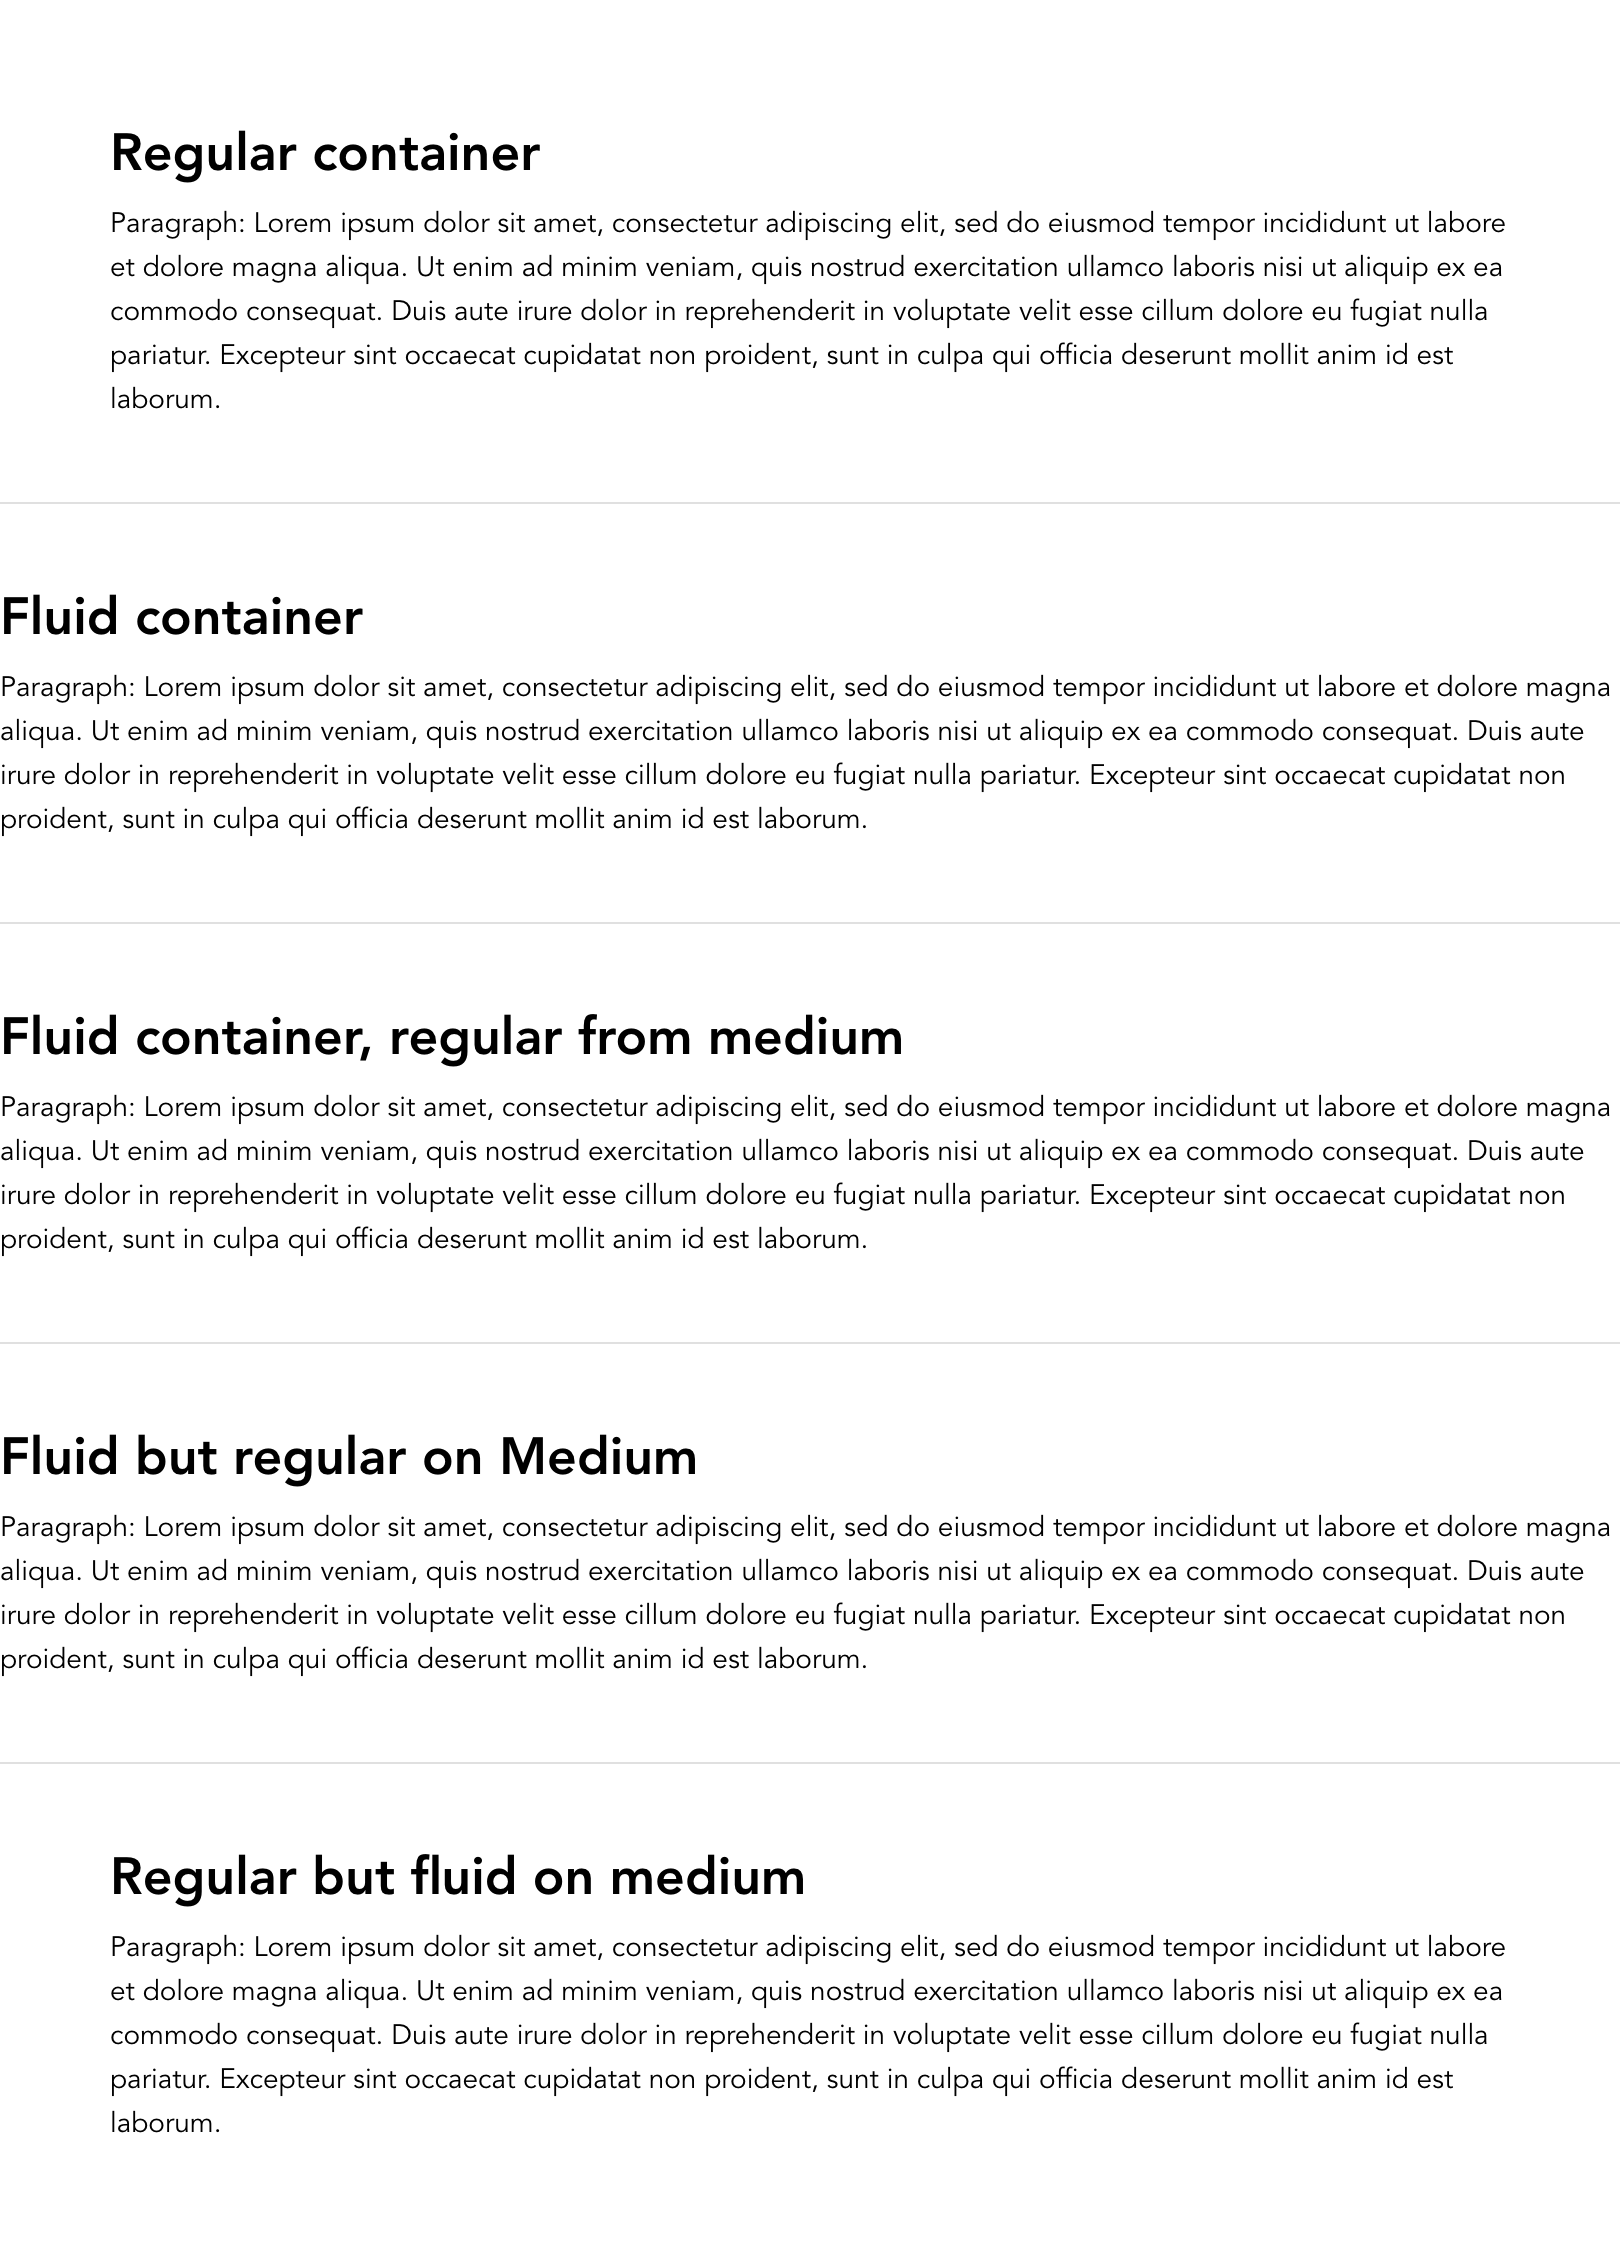 Regular container
Paragraph: Lorem ipsum dolor sit amet, consectetur adipiscing elit, sed do eiusmod tempor incididunt ut labore
et dolore magna aliqua. Ut enim ad minim veniam, quis nostrud exercitation ullamco laboris nisi ut aliquip ex ea
commodo consequat. Duis aute irure dolor in reprehenderit in voluptate velit esse cillum dolore eu fugiat nulla
pariatur. Excepteur sint occaecat cupidatat non proident, sunt in culpa qui officia deserunt mollit anim id est
laborum.
Fluid container
Paragraph: Lorem ipsum dolor sit amet, consectetur adipiscing elit, sed do eiusmod tempor incididunt ut labore et dolore magna
aliqua. Ut enim ad minim veniam, quis nostrud exercitation ullamco laboris nisi ut aliquip ex ea commodo consequat. Duis aute
irure dolor in reprehenderit in voluptate velit esse cillum dolore eu fugiat nulla pariatur. Excepteur sint occaecat cupidatat non
proident, sunt in culpa qui officia deserunt mollit anim id est laborum.
Fluid container, regular from medium
Paragraph: Lorem ipsum dolor sit amet, consectetur adipiscing elit, sed do eiusmod tempor incididunt ut labore et dolore magna
aliqua. Ut enim ad minim veniam, quis nostrud exercitation ullamco laboris nisi ut aliquip ex ea commodo consequat. Duis aute
irure dolor in reprehenderit in voluptate velit esse cillum dolore eu fugiat nulla pariatur. Excepteur sint occaecat cupidatat non
proident, sunt in culpa qui officia deserunt mollit anim id est laborum.
Fluid but regular on Medium
Paragraph: Lorem ipsum dolor sit amet, consectetur adipiscing elit, sed do eiusmod tempor incididunt ut labore et dolore magna
aliqua. Ut enim ad minim veniam, quis nostrud exercitation ullamco laboris nisi ut aliquip ex ea commodo consequat. Duis aute
irure dolor in reprehenderit in voluptate velit esse cillum dolore eu fugiat nulla pariatur. Excepteur sint occaecat cupidatat non
proident, sunt in culpa qui officia deserunt mollit anim id est laborum.
Regular but fluid on medium
Paragraph: Lorem ipsum dolor sit amet, consectetur adipiscing elit, sed do eiusmod tempor incididunt ut labore
et dolore magna aliqua. Ut enim ad minim veniam, quis nostrud exercitation ullamco laboris nisi ut aliquip ex ea
commodo consequat. Duis aute irure dolor in reprehenderit in voluptate velit esse cillum dolore eu fugiat nulla
pariatur. Excepteur sint occaecat cupidatat non proident, sunt in culpa qui officia deserunt mollit anim id est
laborum.